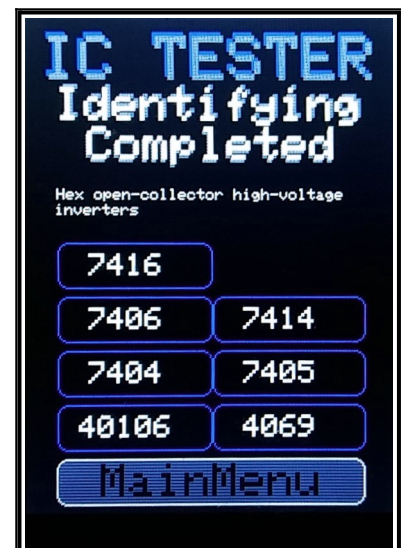 IC TESTER
Identifying
Completed
Hex open-collector high-voltage
inverters
7416
7406 7414
7404 7405
40106 4069
MainMenu